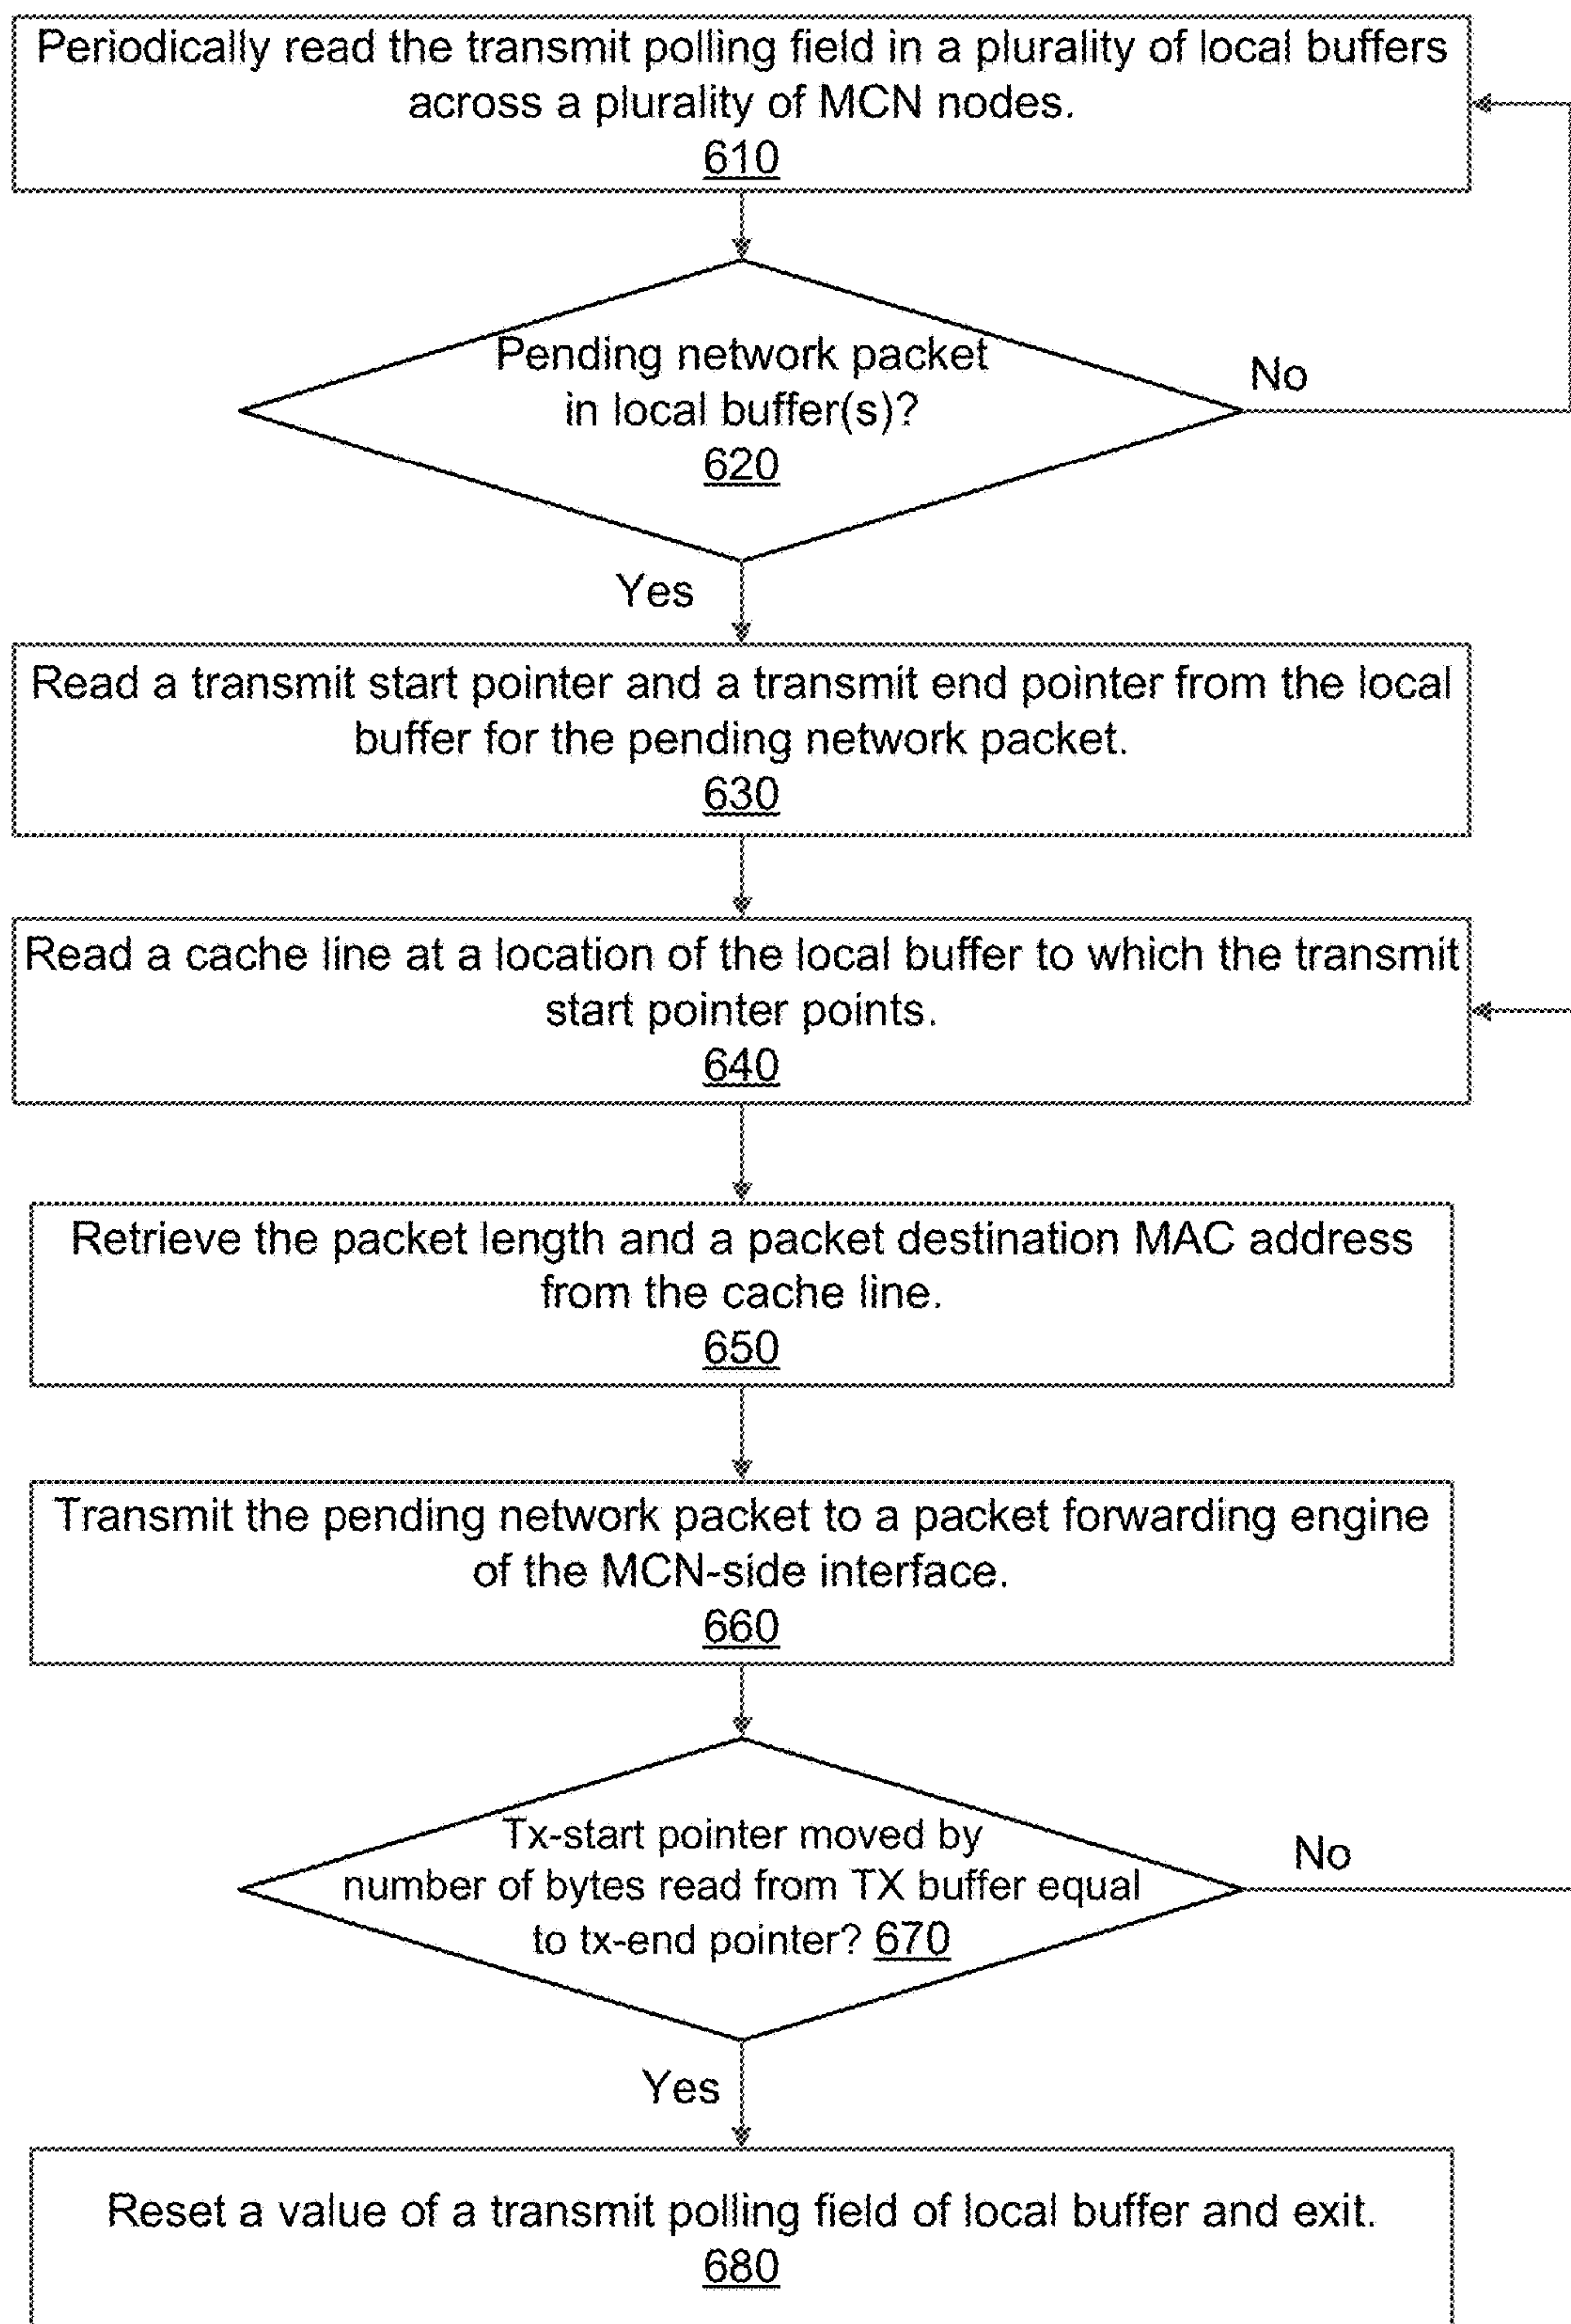 Periodically read the transmit polling field in a plurality of local buffers
across a plurality of MCN nodes.
610
Pending network packet
in local buffer(s)?
620
No
Yes
Read a transmit start pointer and a transmit end pointer from the local
buffer for the pending network packet.
630
Read a cache line at a location of the local buffer to which the transmit
start pointer points.
640
Retrieve the packet length and a packet destination MAC address
from the cache line.
650
Transmit the pending network packet to a packet forwarding engine
of the MCN-side interface.
660
Tx-start pointer moved by
number of bytes read from TX buffer equal
to tx-end pointer? 670
No
Yes
Reset a value of a transmit polling field of local buffer and exit.
680